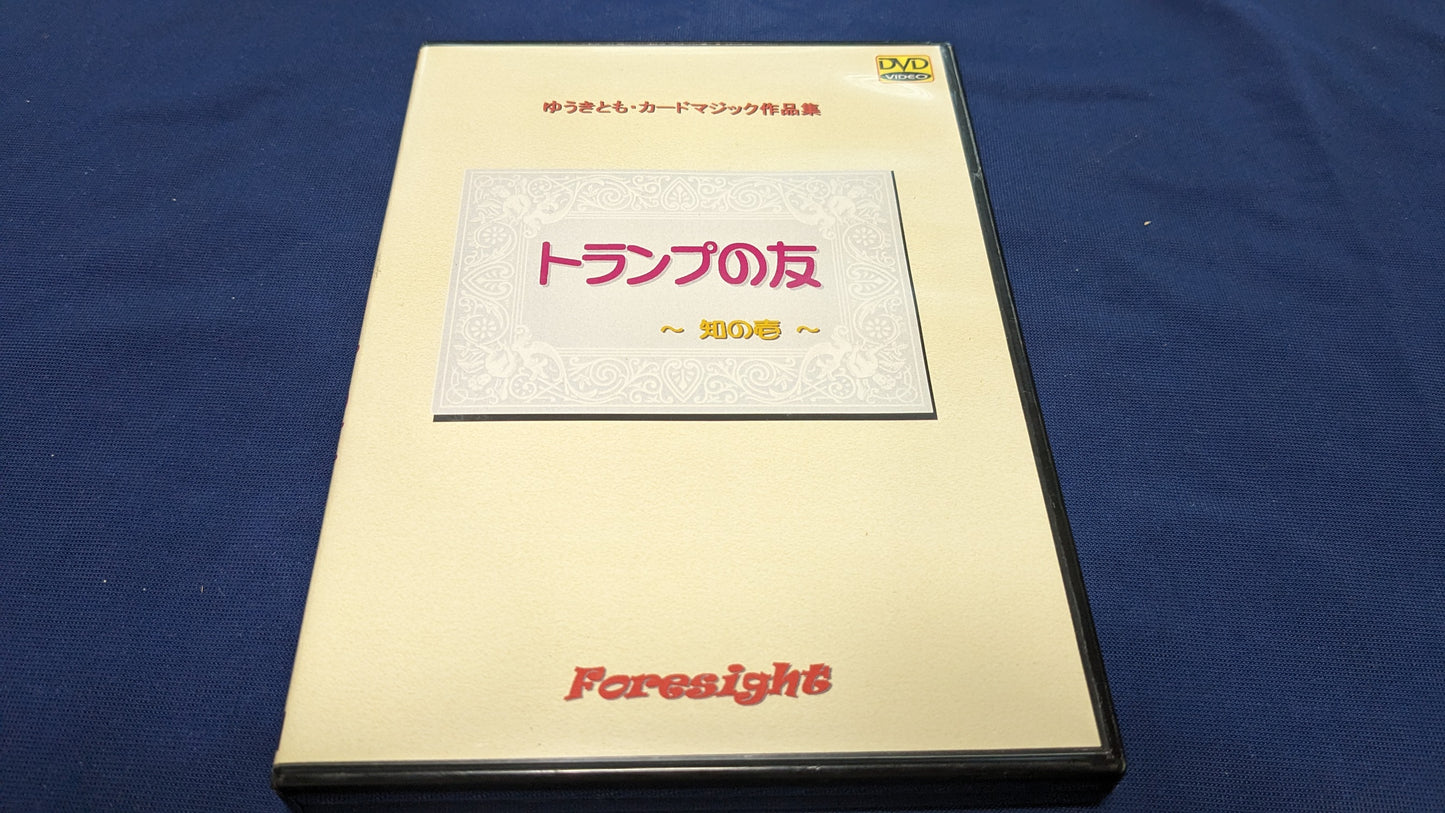 DVD
VIDEO
ゆうきとも・カードマジック作品集
トランプの友
〜 知の壱 〜
Foresight